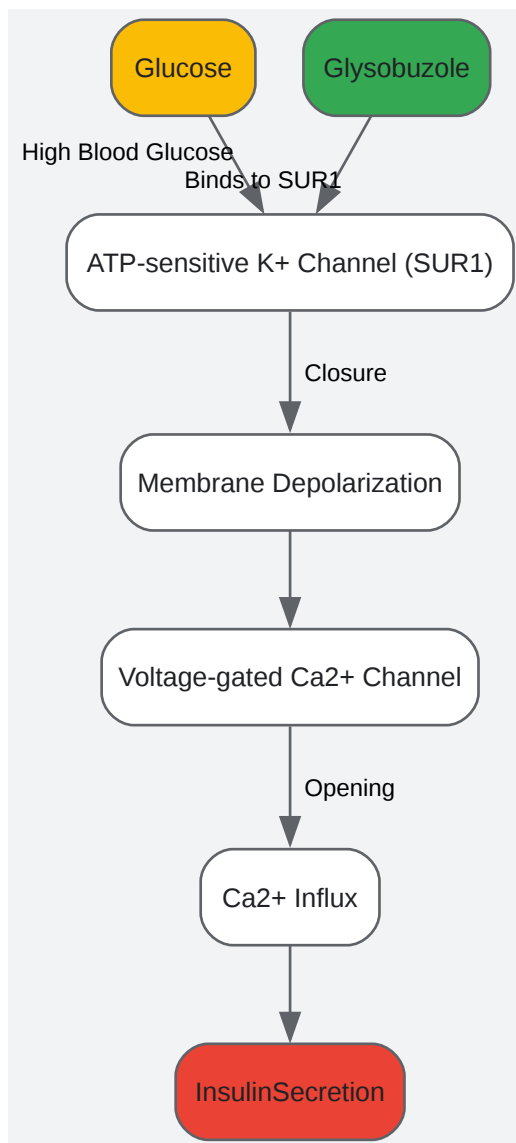 Glucose
Glysobuzole
High Blood Glucose
Binds to SUR1
ATP-sensitive K+ Channel (SUR1)
Closure
Membrane Depolarization
Voltage-gated Ca2+ Channel
Opening
Ca2+ Influx
InsulinSecretion